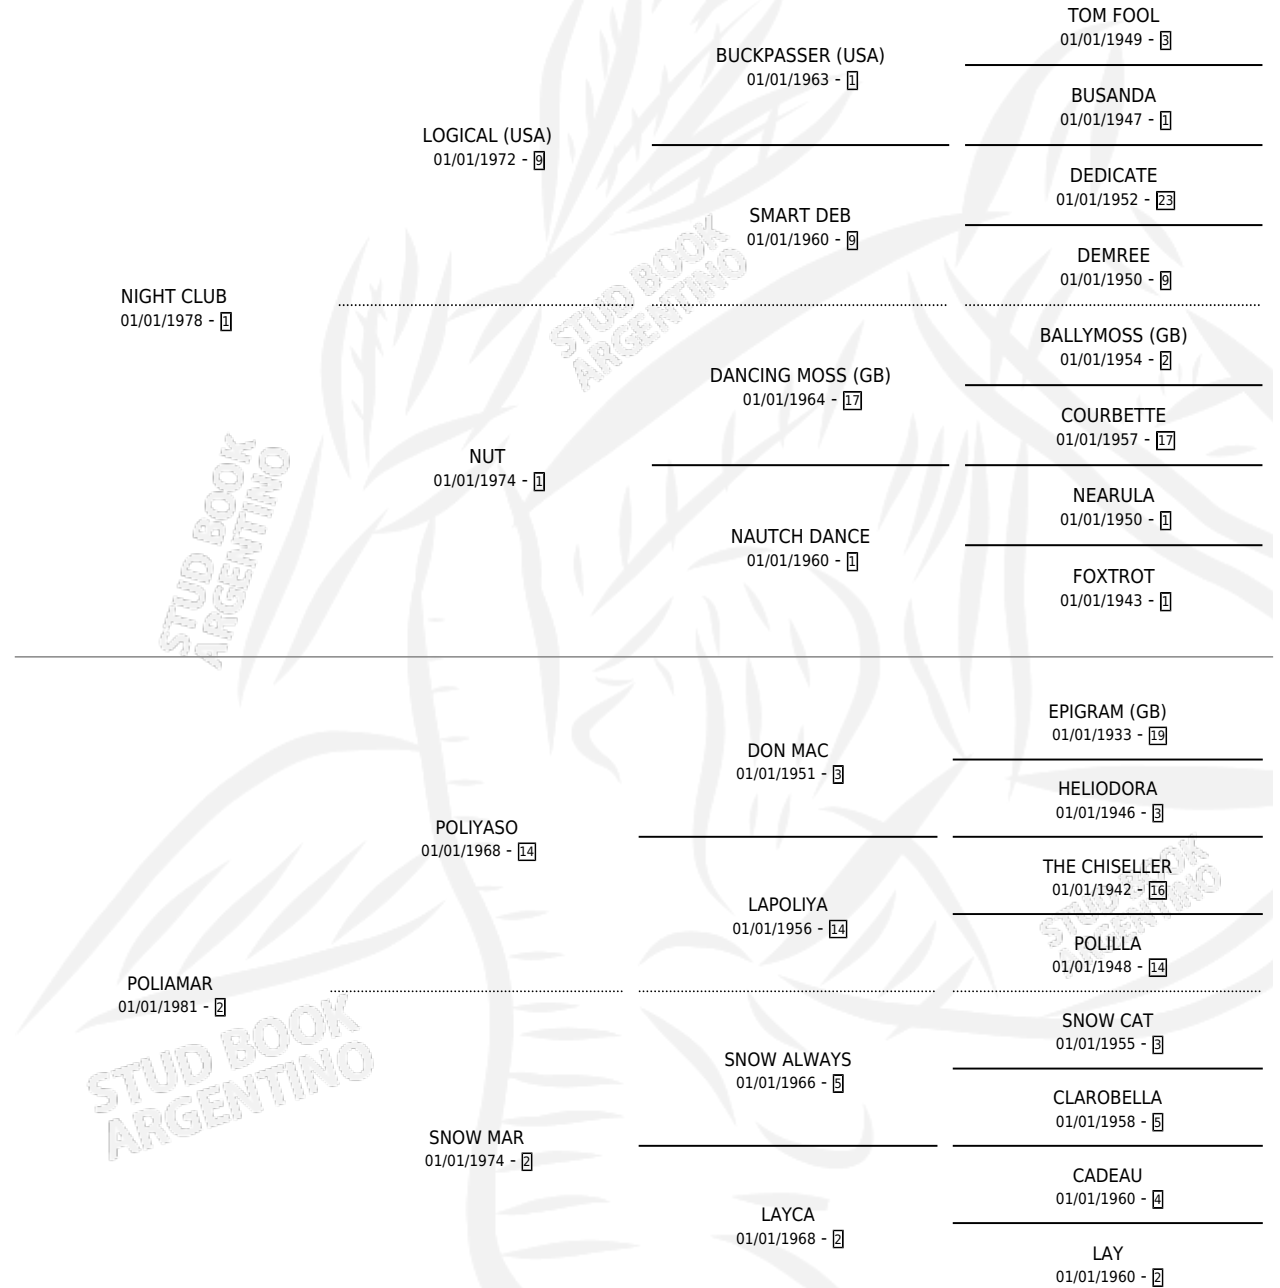 TOM FOOL
01/01/1949 - 3
BUCKPASSER (USA)
01/01/1963 - 1
BUSANDA
01/01/1947 - 1
LOGICAL (USA)
01/01/1972 - 9
DEDICATE
01/01/1952 - 23
SMART DEB
01/01/1960 - 9
DEMREE
01/01/1950 - 9
NIGHT CLUB
01/01/1978 - 1
BALLYMOSS (GB)
01/01/1954 - 2
DANCING MOSS (GB)
01/01/1964 - 17
COURBETTE
01/01/1957 - 17
NUT
01/01/1974 - 1
NEARULA
01/01/1950 - 1
NAUTCH DANCE
01/01/1960 - 1
FOXTROT
01/01/1943 - 1
EPIGRAM (GB)
01/01/1933 - 19
DON MAC
01/01/1951 - 3
HELIODORA
01/01/1946 - 3
POLIYASO
01/01/1968 - 14
THE CHISELLER
01/01/1942 - 16
LAPOLIYA
01/01/1956 - 14
POLILLA
01/01/1948 - 14
POLIAMAR
01/01/1981 - 2
SNOW CAT
01/01/1955 - 3
SNOW ALWAYS
01/01/1966 - 5
CLAROBELLA
01/01/1958 - 5
SNOW MAR
01/01/1974 - 2
CADEAU
01/01/1960 - 4
LAYCA
01/01/1968 - 2
LAY
01/01/1960 - 2
STUD BOOK
ARGENTINO
STUD BOOK
ARGENTINO
STUD BOOK
ARGENTINO
STUD BOOK
ARGENTINO